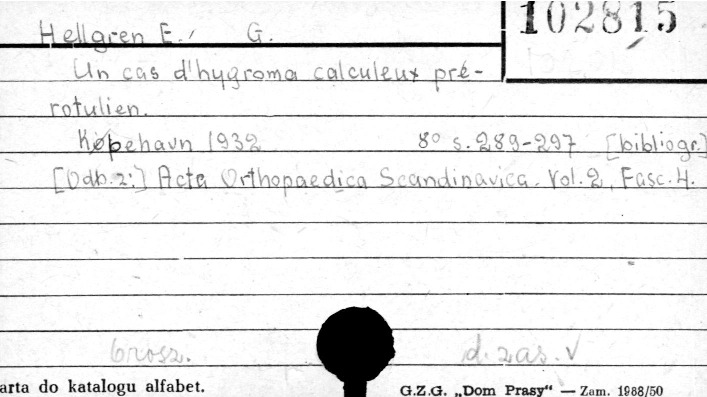 102815
Hellgren E., G.
Un cas d'hygroma calculeux pré-
rotulien.
København 1932 8° s. 289-297 [bibliogr.]
[Odb. z:] Acta Orthopaedica Scandinavica. Vol. 2, Fasc. 4.
brosz. d. zas. V
arta do katalogu alfabet. G.Z.G. „Dom Prasy" — Zam. 1988/50